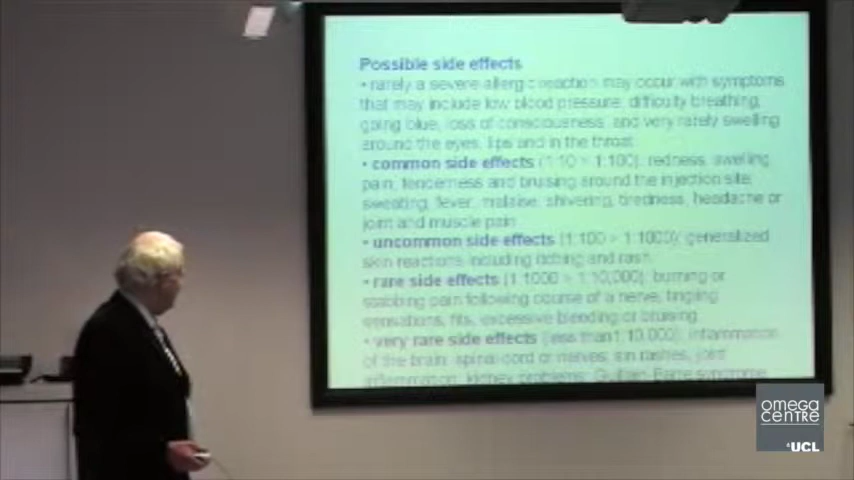 Possible side effects
• rarely a severe allergic reaction may occur with symptoms
that may include low blood pressure, difficulty breathing,
going blue, loss of consciousness, and very rarely swelling
around the eyes, lips and in the throat
• common side effects (1:10 > 1:100): redness, swelling
pain, tenderness and bruising around the injection site;
sweating, fever, malaise, shivering, tiredness, headache or
joint and muscle pain
• uncommon side effects (1:100 > 1:1000): generalized
skin reactions including itching and rash
• rare side effects (1:1000 > 1:10,000): burning or
stabbing pain following course of a nerve, tingling
sensations, fits, excessive bleeding or bruising
• very rare side effects (less than 1:10,000): inflammation
of the brain, spinal cord or nerves, rashes, joint
inflammation, kidney problems, Guillain-Barre syndrome
omega
centre
UCL